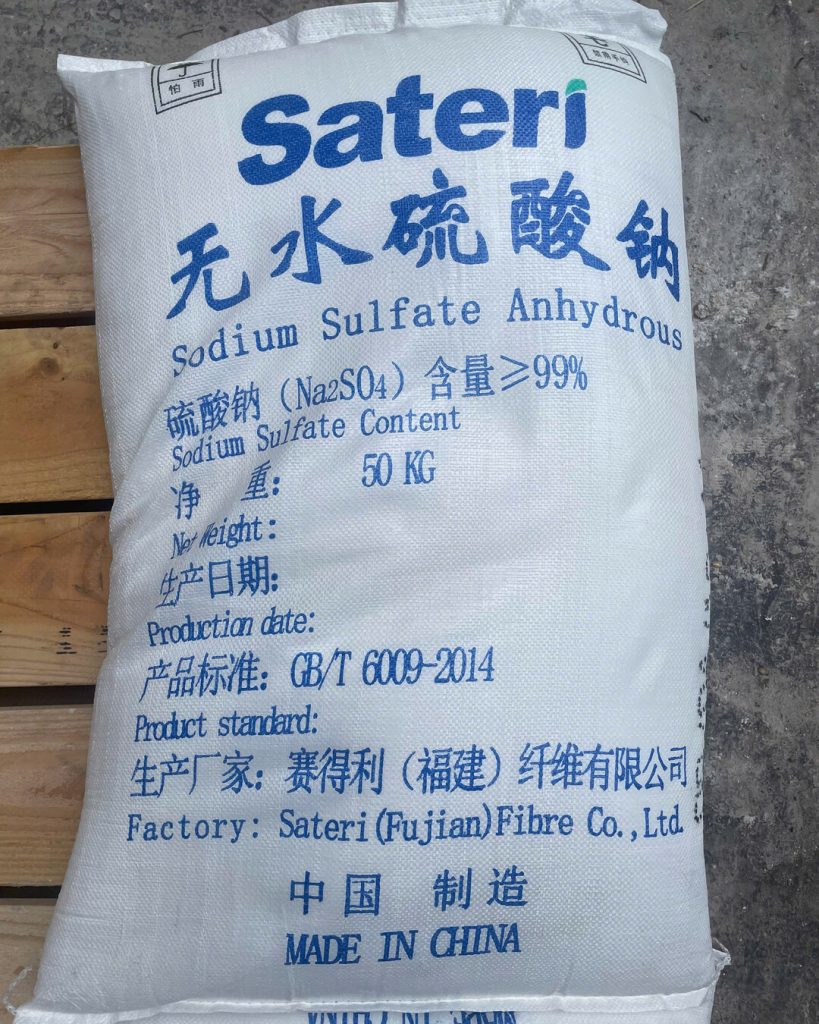 怕雨
Sateri
无水硫酸钠
Sodium Sulfate Anhydrous
硫酸钠（Na2SO4）含量≥99%
Sodium Sulfate Content
净 重： 50 KG
Net Weight:
生产日期：
Production date:
产品标准：GB/T 6009-2014
Product standard:
生产厂家：赛得利（福建）纤维有限公司
Factory: Sateri(Fujian)Fibre Co.,Ltd.
中国 制造
MADE IN CHINA